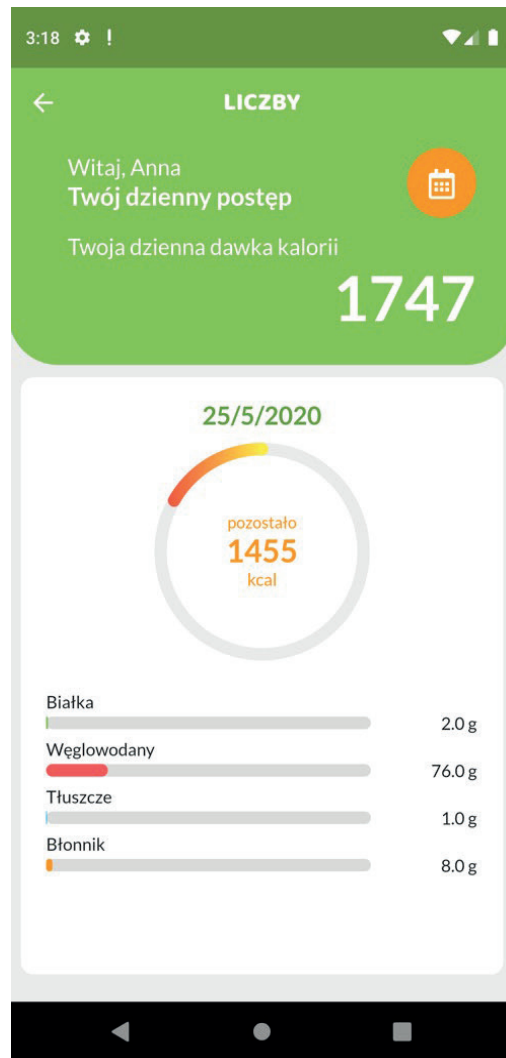 3:18
LICZBY
Witaj, Anna
Twój dzienny postęp
Twoja dzienna dawka kalorii
1747
25/5/2020
pozostało
1455
kcal
Białka
2.0 g
Węglowodany
76.0 g
Tłuszcze
1.0 g
Błonnik
8.0 g